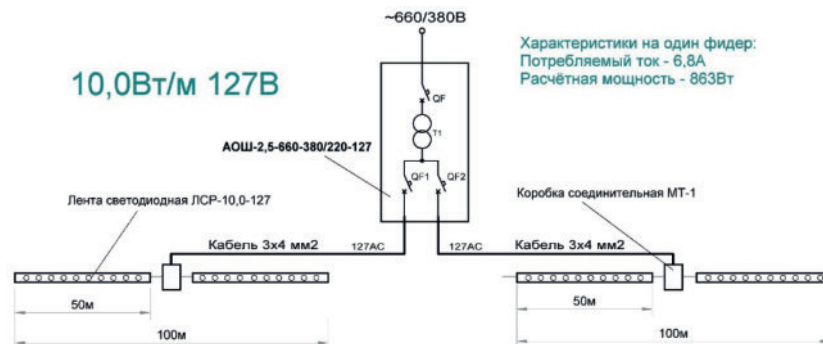 ~660/380В
Характеристики на один фидер:
Потребляемый ток - 6,8А
Расчётная мощность - 863Вт
10,0Вт/м 127В
QF
T1
АОШ-2,5-660-380/220-127
QF1
QF2
Лента светодиодная ЛСР-10,0-127
Коробка соединительная МТ-1
Кабель 3х4 мм2
127АС
127АС
Кабель 3х4 мм2
50м
50м
100м
100м